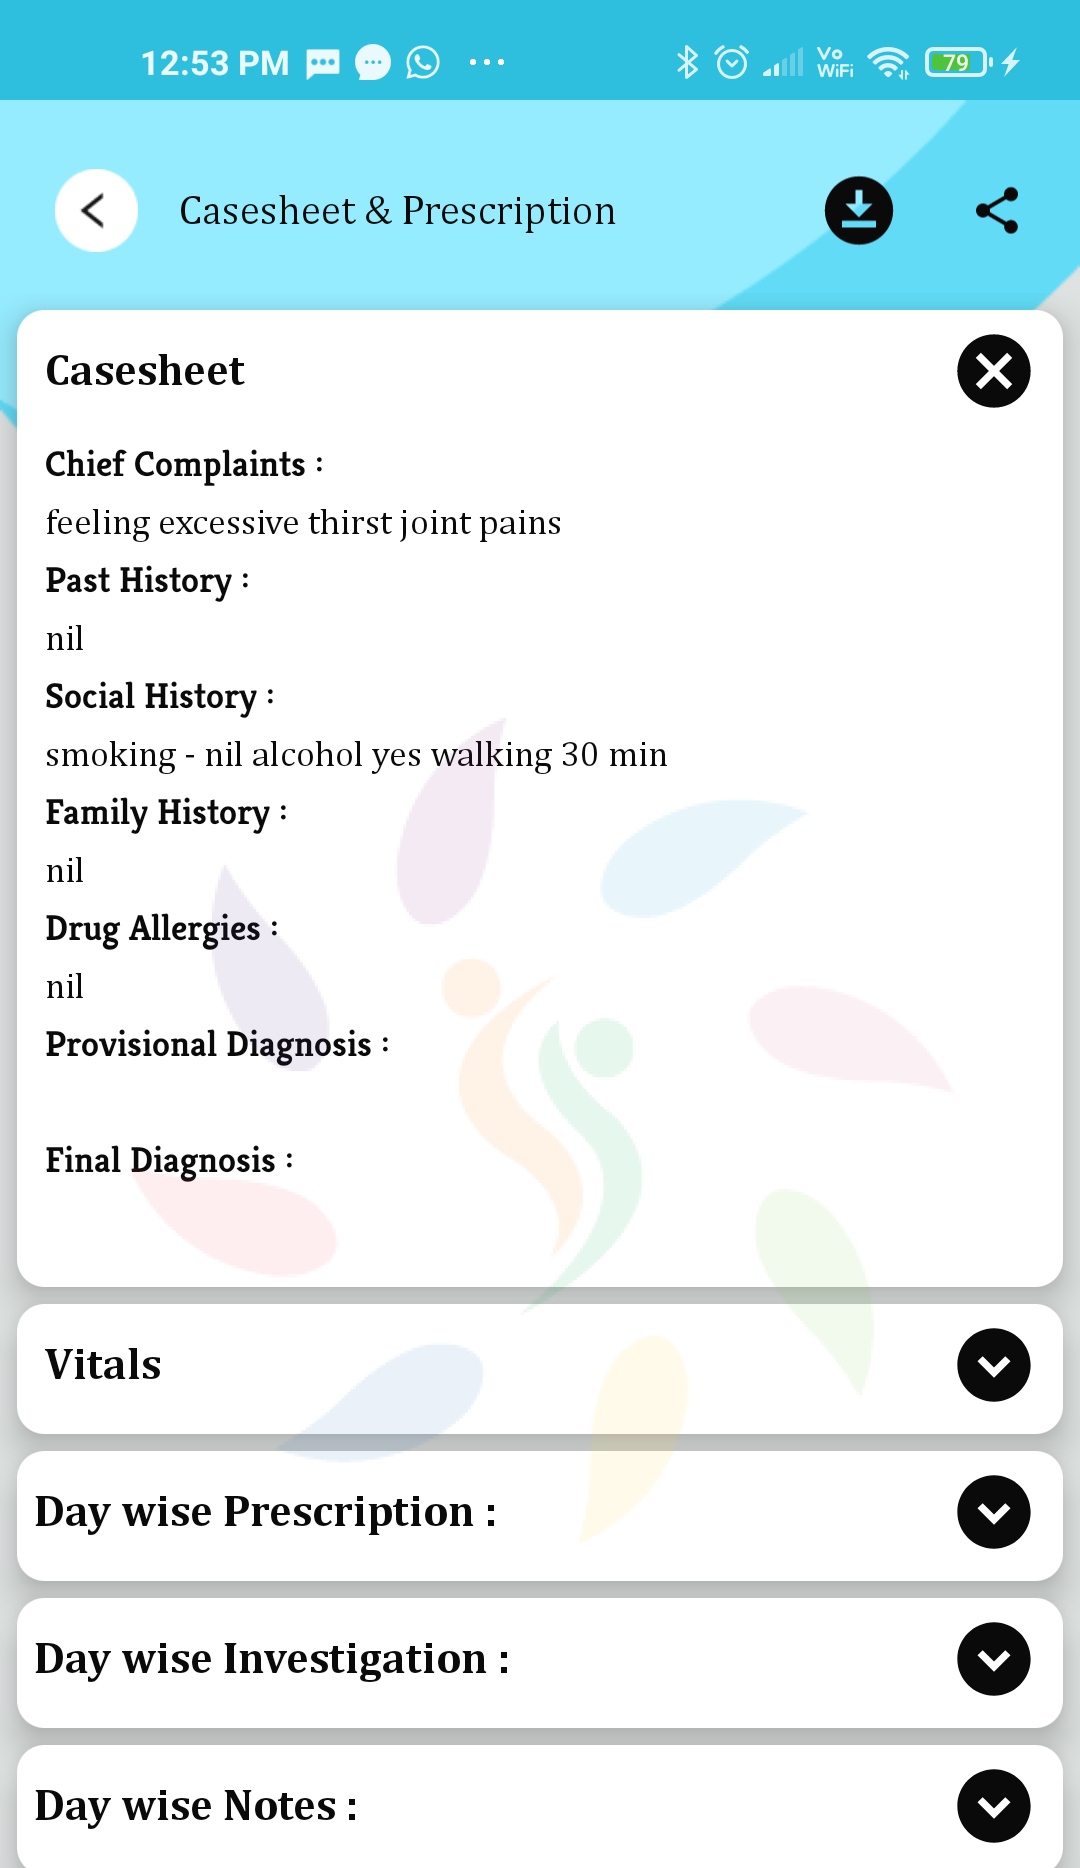 12:53 PM
Vo
WiFi
79
Casesheet & Prescription
Casesheet
Chief Complaints :
feeling excessive thirst joint pains
Past History :
nil
Social History :
smoking - nil alcohol yes walking 30 min
Family History :
nil
Drug Allergies :
nil
Provisional Diagnosis :
Final Diagnosis :
Vitals
Day wise Prescription :
Day wise Investigation :
Day wise Notes :